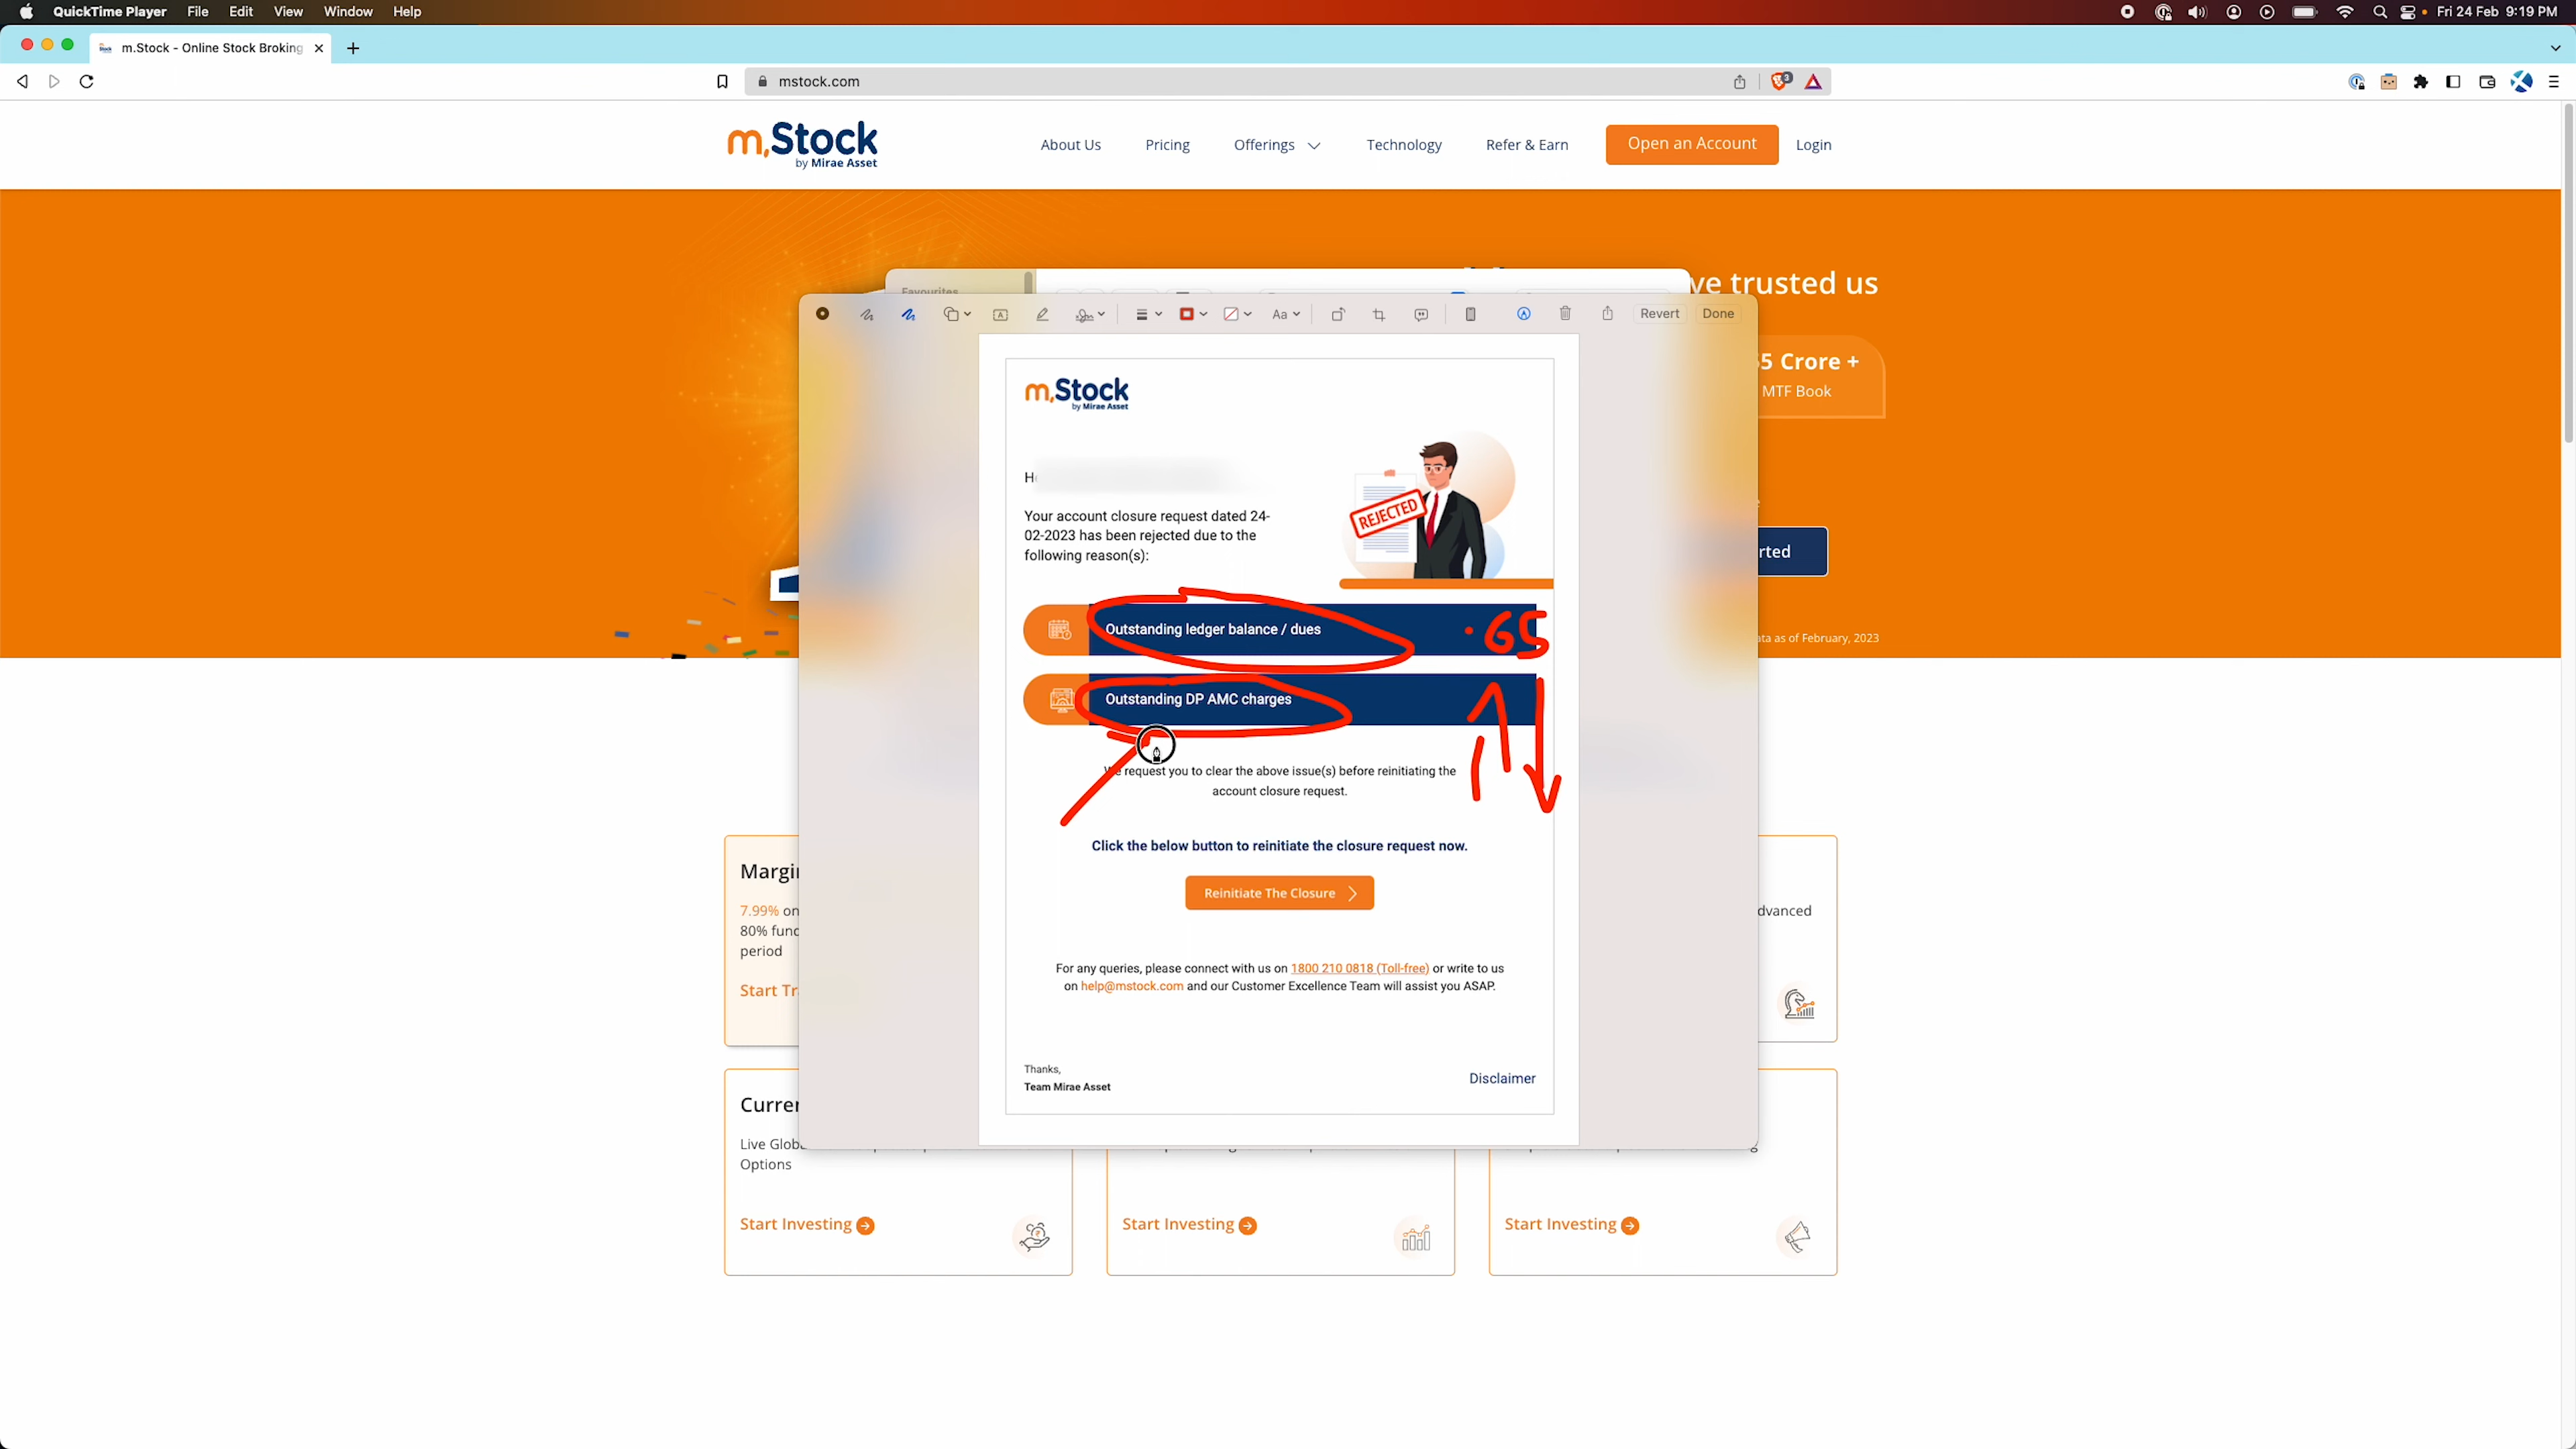 QuickTime Player File Edit View Window Help
Fri 24 Feb 9:19 PM
m.Stock - Online Stock Broking
mstock.com
3
m.Stock
by Mirae Asset
About Us Pricing Offerings Technology Refer & Earn Open an Account Login
ve trusted us
Favourites
Aa Revert Done
5 Crore +
MTF Book
m.Stock
by Mirae Asset
Your account closure request dated 24-
02-2023 has been rejected due to the
following reason(s):
REJECTED
rted
Outstanding ledger balance / dues .65
ata as of February, 2023
Outstanding DP AMC charges
We request you to clear the above issue(s) before reinitiating the
account closure request.
Click the below button to reinitiate the closure request now.
Reinitiate The Closure
For any queries, please connect with us on 1800 210 0818 (Toll-free) or write to us
on help@mstock.com and our Customer Excellence Team will assist you ASAP.
Thanks,
Team Mirae Asset
Disclaimer
Margi
7.99% on
80% fund
period
Start Tr
dvanced
Curre
Live Glob
Options
Start Investing
Start Investing
Start Investing